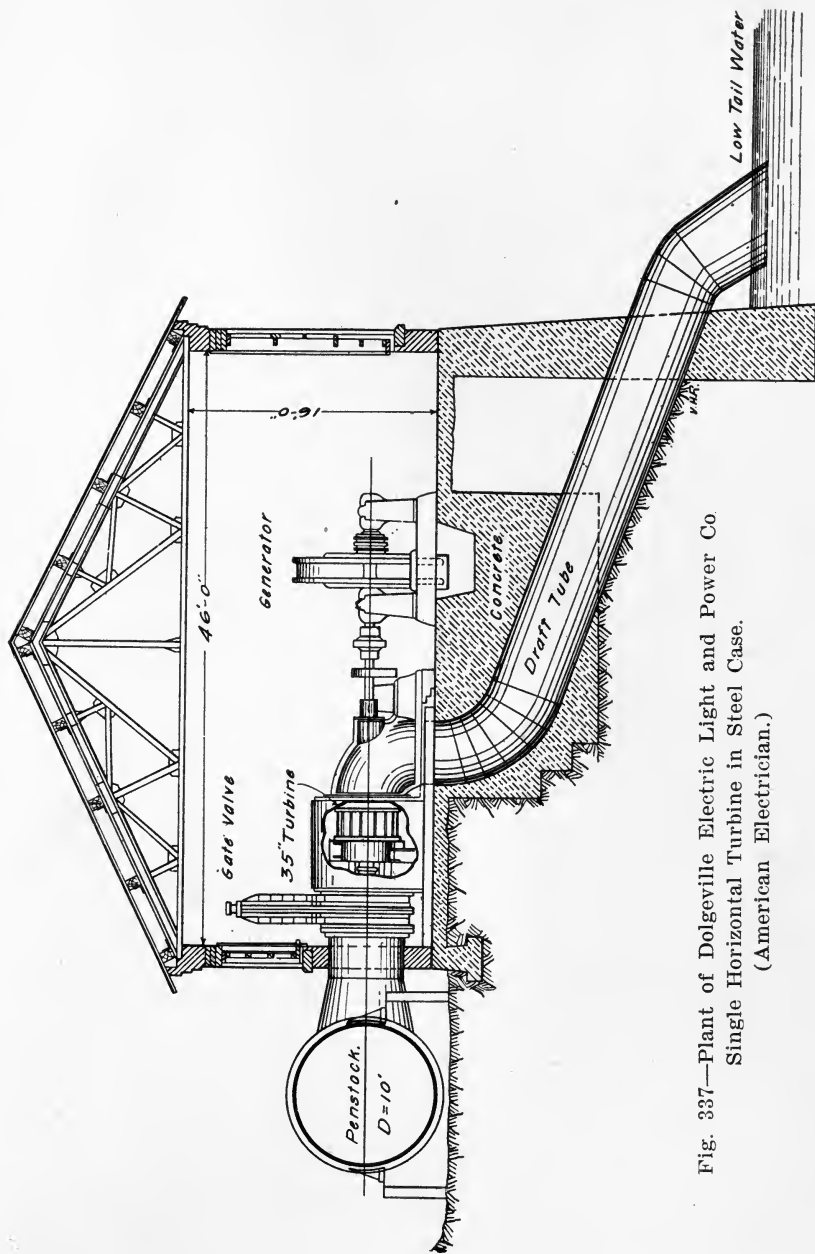 Low Tail Water
16'-0"
46'-0"
Gate Valve
35" Turbine
Generator
Concrete
Draft Tube
Penstock.
D=10'
Fig. 337—Plant of Dolgeville Electric Light and Power Co.
Single Horizontal Turbine in Steel Case.
(American Electrician.)